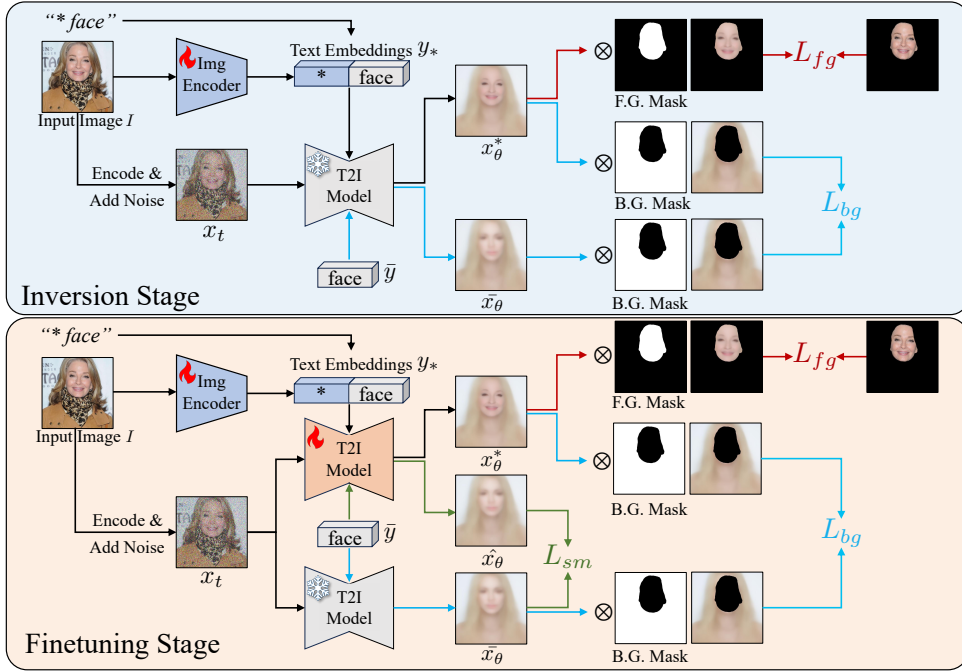 “* face”
Img
Encoder
Text Embeddings y*
* face
Input Image I
Encode &
Add Noise
x_t
T2I
Model
face ȳ
x_θ^*
x̄_θ
⊗
F.G. Mask
L_fg
⊗
B.G. Mask
L_bg
⊗
B.G. Mask
Inversion Stage
“* face”
Img
Encoder
Text Embeddings y*
* face
Input Image I
Encode &
Add Noise
x_t
T2I
Model
face ȳ
T2I
Model
x_θ^*
x̂_θ
L_sm
x̄_θ
⊗
F.G. Mask
L_fg
⊗
B.G. Mask
L_bg
⊗
B.G. Mask
Finetuning Stage